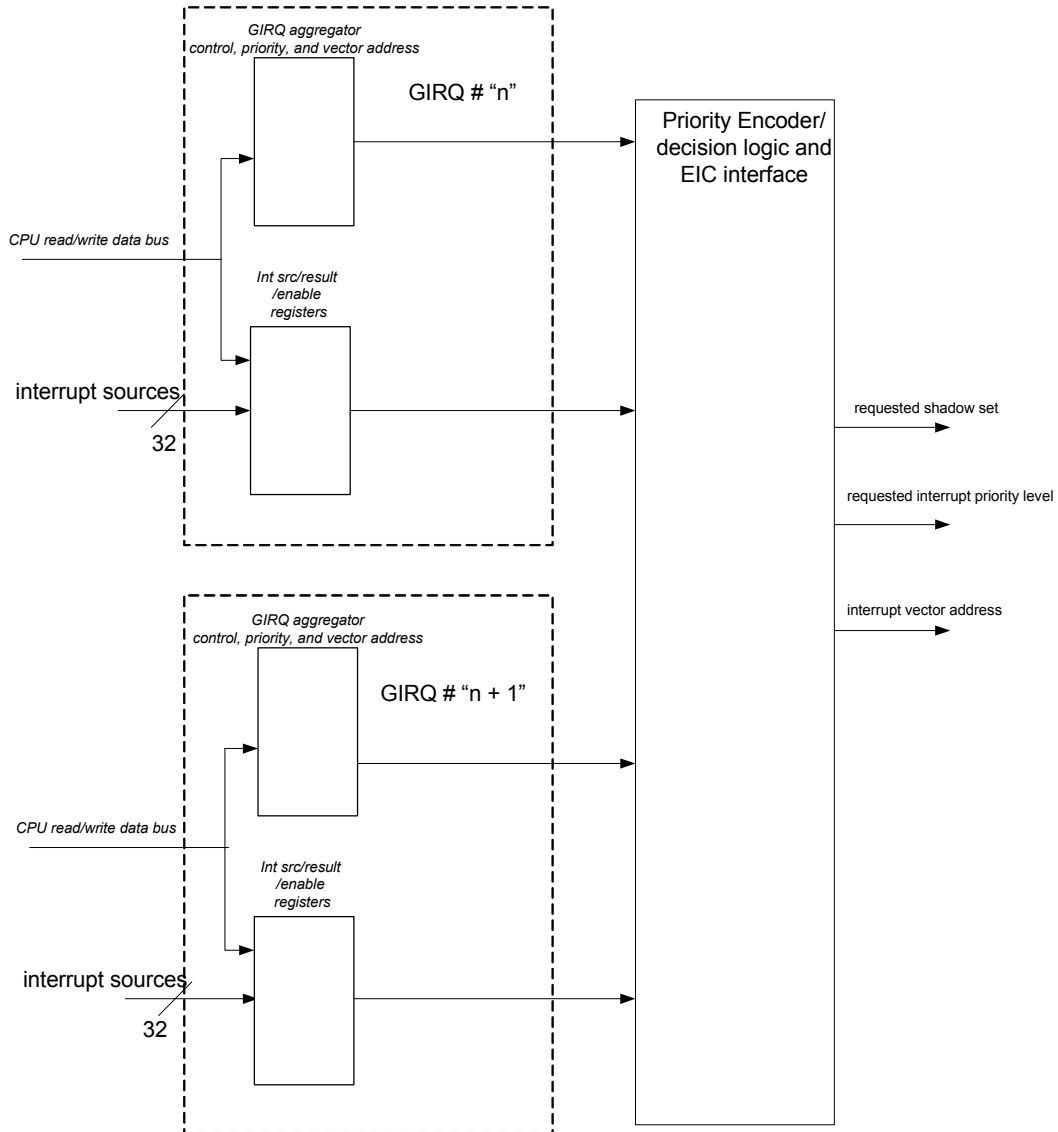 GIRQ aggregator
control, priority, and vector address
GIRQ # “n”
Priority Encoder/
decision logic and
EIC interface
CPU read/write data bus
Int src/result
/enable
registers
interrupt sources
32
requested shadow set
requested interrupt priority level
interrupt vector address
GIRQ aggregator
control, priority, and vector address
GIRQ # “n + 1”
CPU read/write data bus
Int src/result
/enable
registers
interrupt sources
32